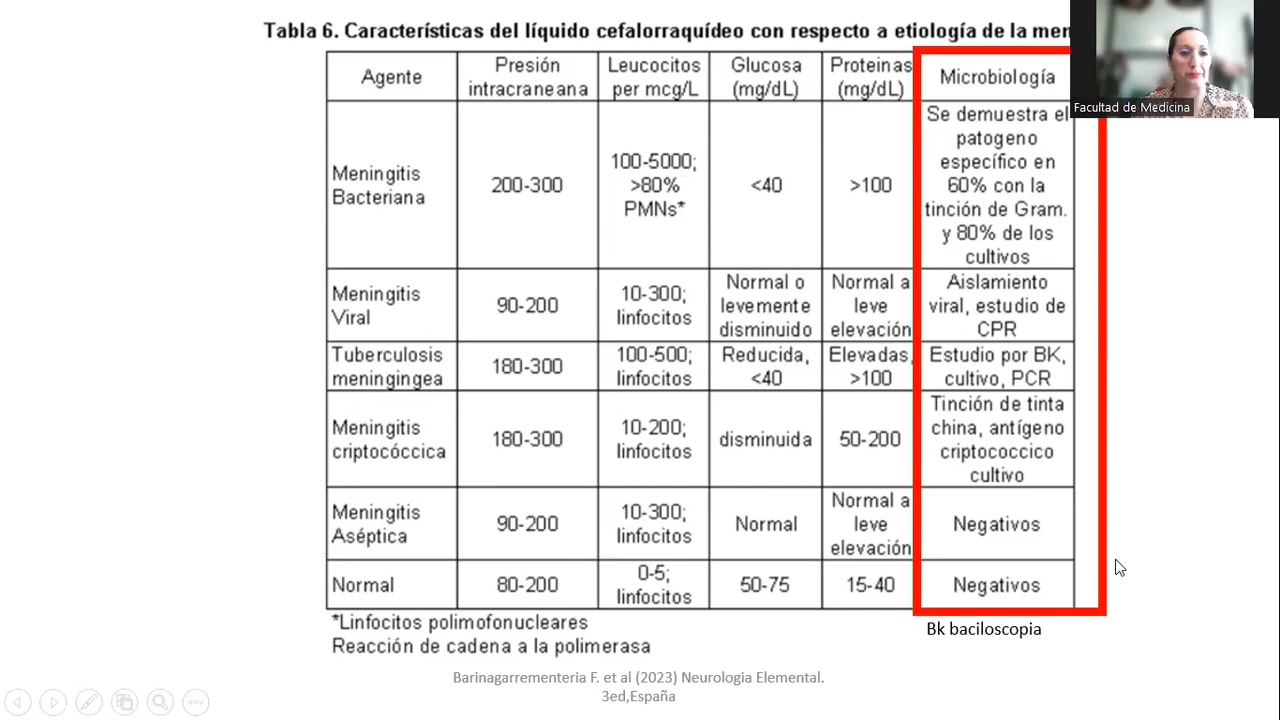 Tabla 6. Características del líquido cefalorraquídeo con respecto a etiología de la men
Facultad de Medicina
Agente
Presión
intracraneana
Leucocitos
per mcg/L
Glucosa
(mg/dL)
Proteinas
(mg/dL)
Microbiología
Meningitis
Bacteriana
200-300
100-5000;
>80%
PMNs*
<40
>100
Se demuestra el
patogeno
específico en
60% con la
tinción de Gram.
y 80% de los
cultivos
Meningitis
Viral
90-200
10-300;
linfocitos
Normal o
levemente
disminuido
Normal a
leve
elevación
Aislamiento
viral, estudio de
CPR
Tuberculosis
meningingea
180-300
100-500;
linfocitos
Reducida,
<40
Elevadas,
>100
Estudio por BK,
cultivo, PCR
Meningitis
criptocóccica
180-300
10-200;
linfocitos
disminuida
50-200
Tinción de tinta
china, antígeno
criptococcico
cultivo
Meningitis
Aséptica
90-200
10-300;
linfocitos
Normal
Normal a
leve
elevación
Negativos
Normal
80-200
0-5;
linfocitos
50-75
15-40
Negativos
*Linfocitos polimofonucleares
Reacción de cadena a la polimerasa
Bk baciloscopia
Barinagarrementeria F. et al (2023) Neurologia Elemental.
3ed,España